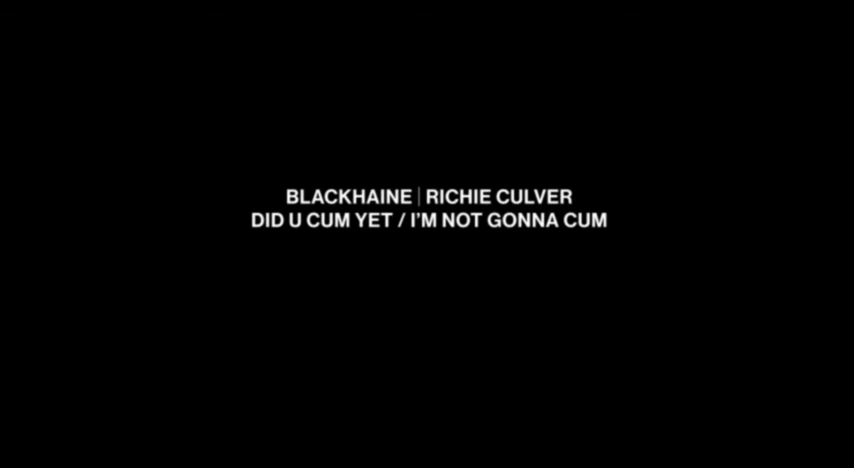 BLACKHAINE | RICHIE CULVER
DID U CUM YET / I'M NOT GONNA CUM